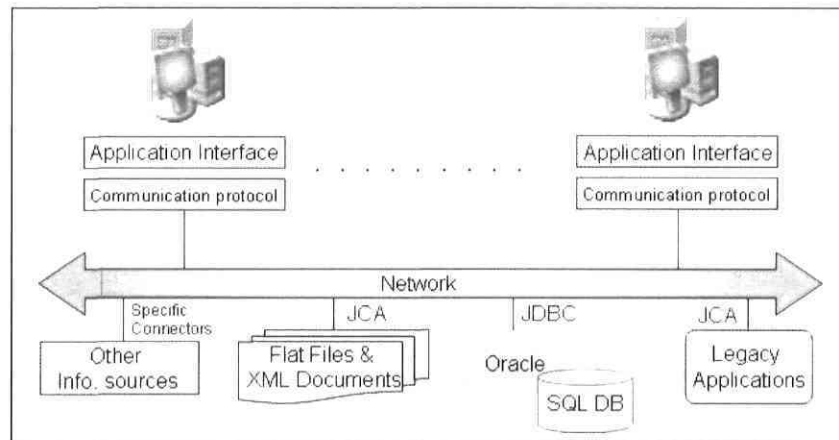 Application Interface
Communication protocol
Application Interface
Communication protocol
Network
Specific
Connectors
JCA
JDBC
JCA
Other
Info. sources
Flat Files &
XML Documents
Oracle
SQL DB
Legacy
Applications